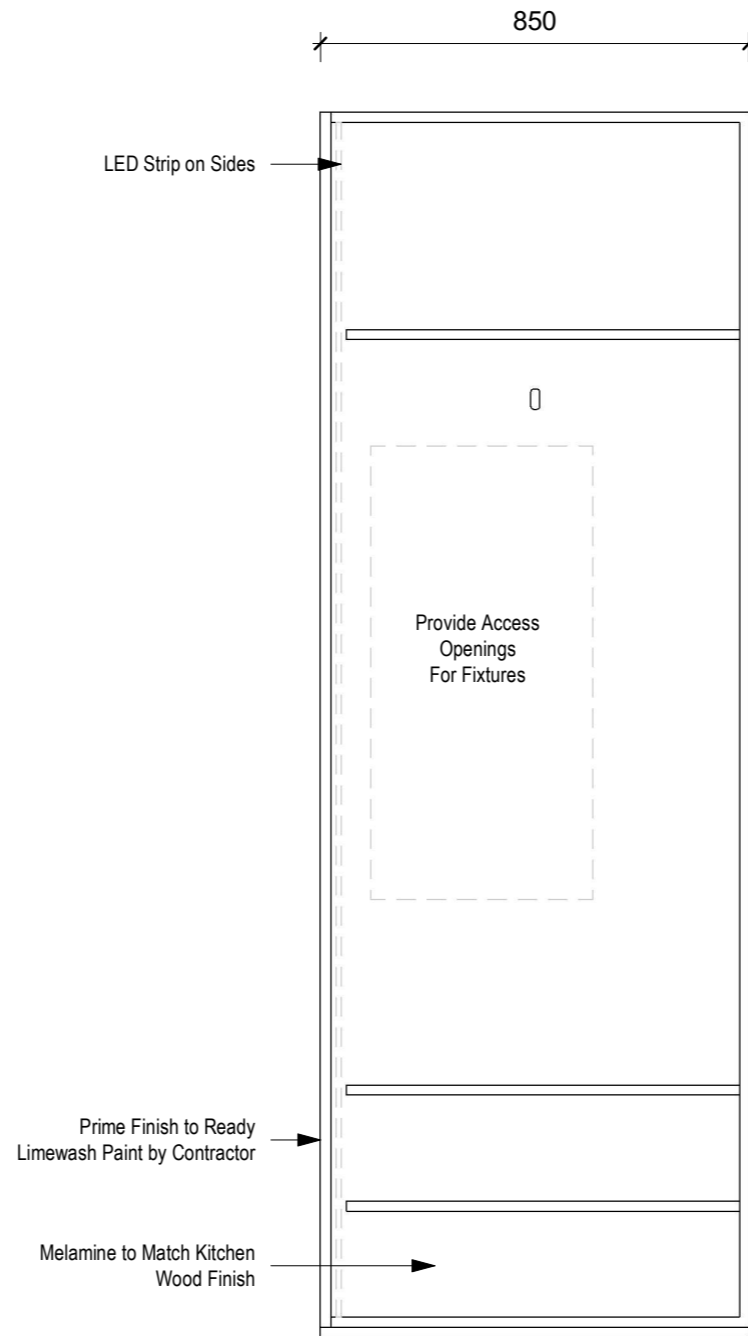 850
LED Strip on Sides
Provide Access
Openings
For Fixtures
Prime Finish to Ready
Limewash Paint by Contractor
Melamine to Match Kitchen
Wood Finish